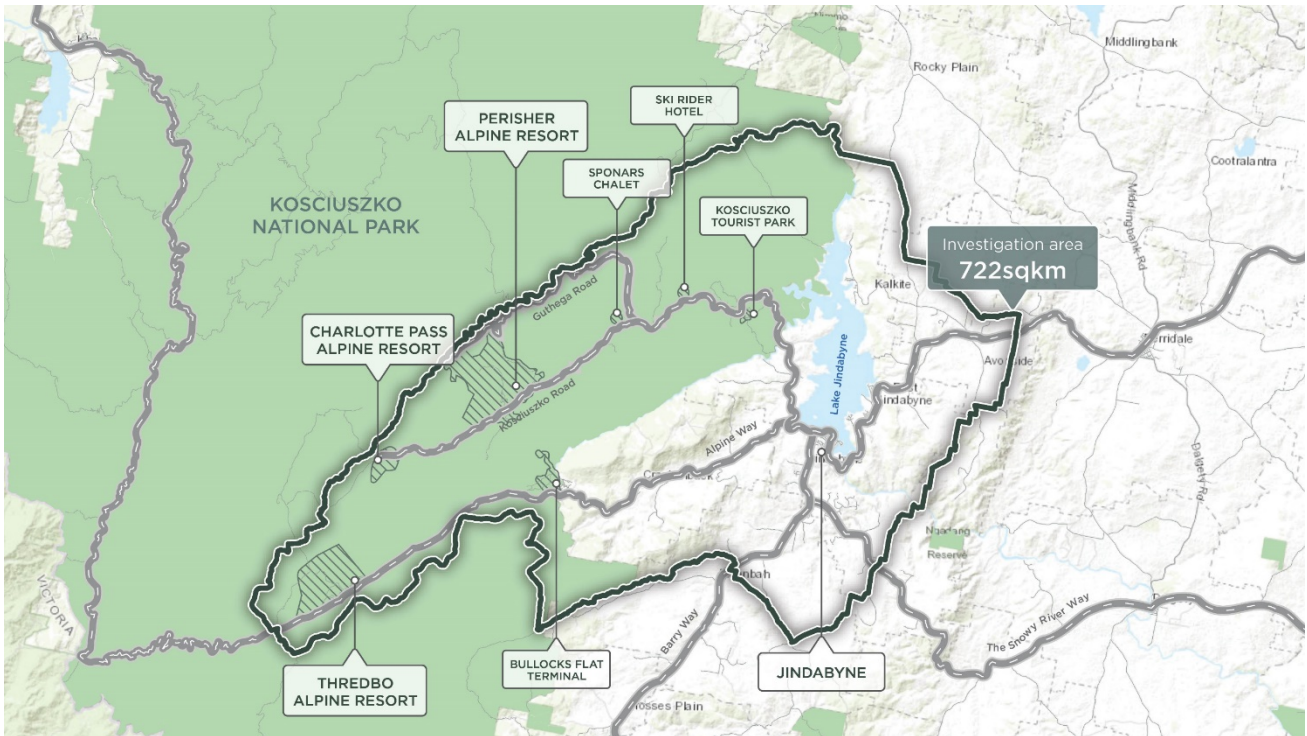 Middlingbank
Rocky Plain
SKI RIDER
HOTEL
PERISHER
ALPINE RESORT
Cootralantra
SPONARS
CHALET
KOSCIUSZKO
NATIONAL PARK
KOSCIUSZKO
TOURIST PARK
Middlingbank Rd
Investigation area
722sqkm
Kalkite
Guthega Road
CHARLOTTE PASS
ALPINE RESORT
Lake Jindabyne
Kosciuszko Road
Alpine Way
Dalgety Rd
Reserve
VICTORIA
Barry Way
The Snowy River Way
BULLOCKS FLAT
TERMINAL
JINDABYNE
THREDBO
ALPINE RESORT